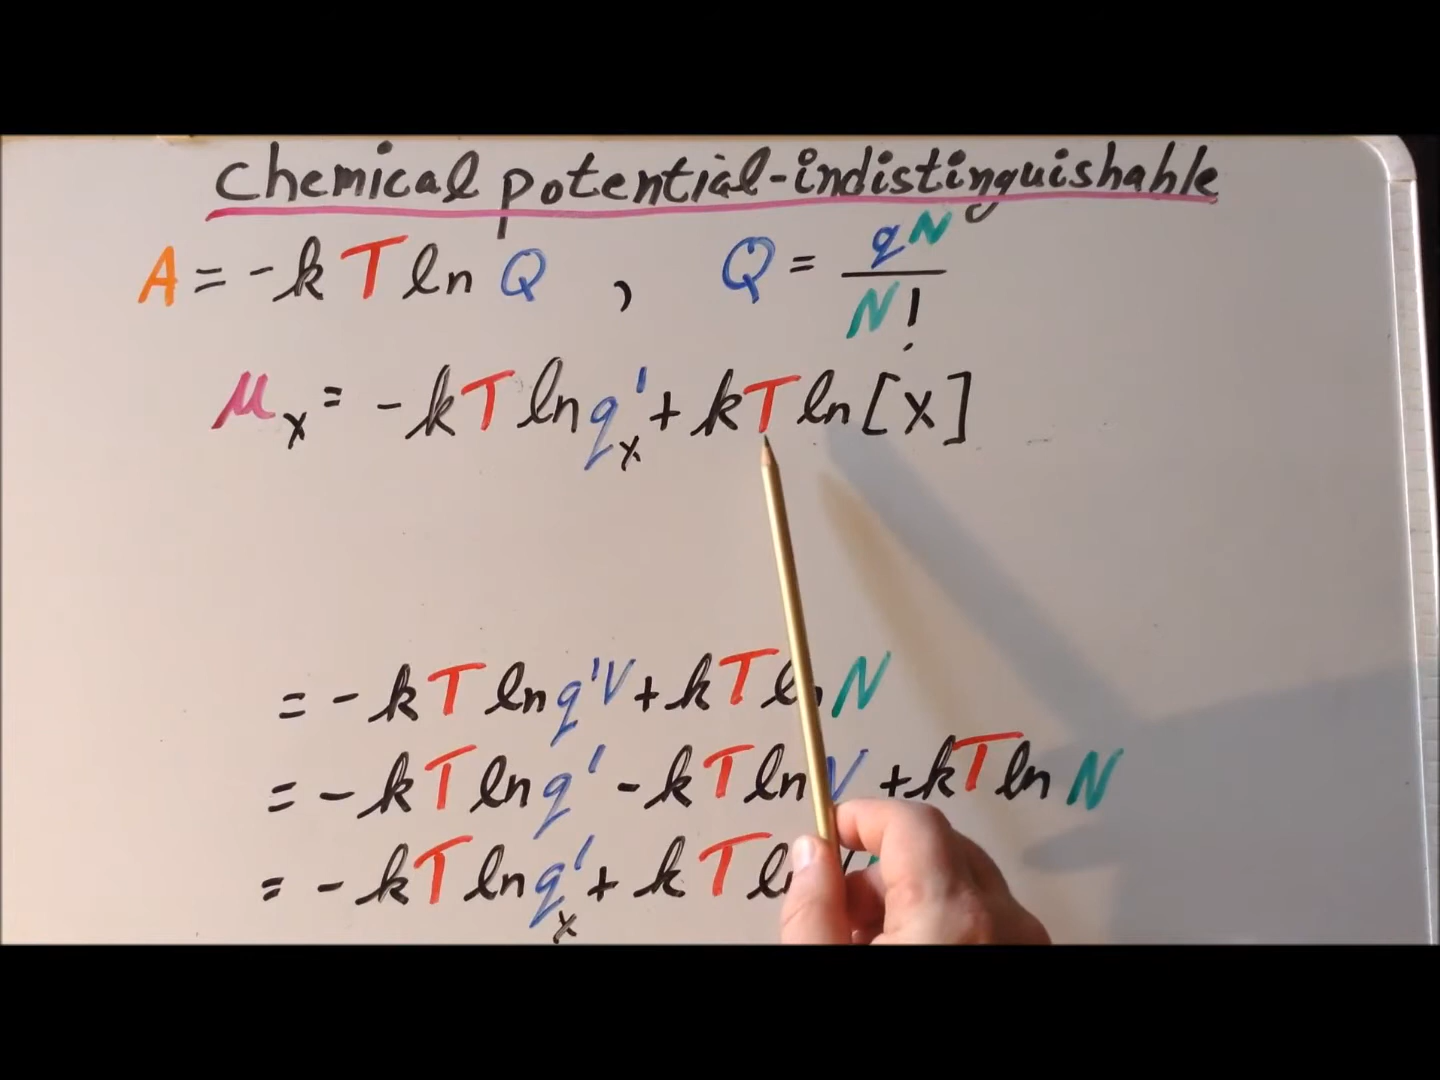 Chemical potential-indistinguishable
A = -kT ln Q , Q = q^N / N!
μ_x = -kT ln q'_x + kT ln [x]
= -kT ln q'V + kT ln N
= -kT ln q' - kT ln V + kT ln N
= -kT ln q'_x + kT ln